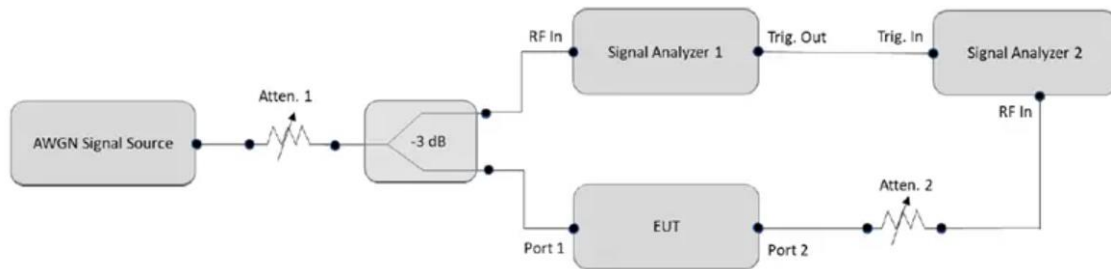 RF In
Signal Analyzer 1
Trig. Out
Trig. In
Signal Analyzer 2
RF In
Atten. 1
AWGN Signal Source
-3 dB
Atten. 2
EUT
Port 1
Port 2